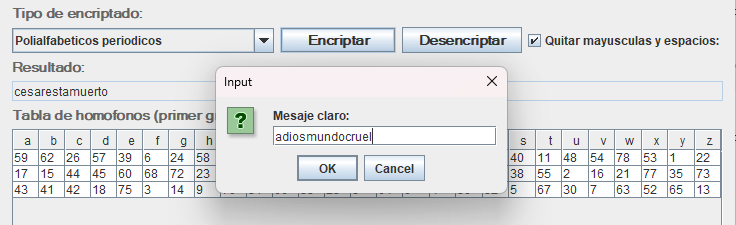 Tipo de encriptado:
Polialfabeticos periodicos
Encriptar
Desencriptar
Quitar mayusculas y espacios:
Resultado:
cesarestamuerto
Tabla de homofonos (primer g
Input
Mesaje claro:
adiosmundocruel
OK
Cancel
a b c d e f g h s t u v w x y z
59 62 26 57 39 6 24 58 40 11 48 54 78 53 1 22
17 15 44 45 60 68 72 23 38 55 2 16 21 77 35 73
43 41 42 18 75 3 14 9 5 67 30 7 63 52 65 13